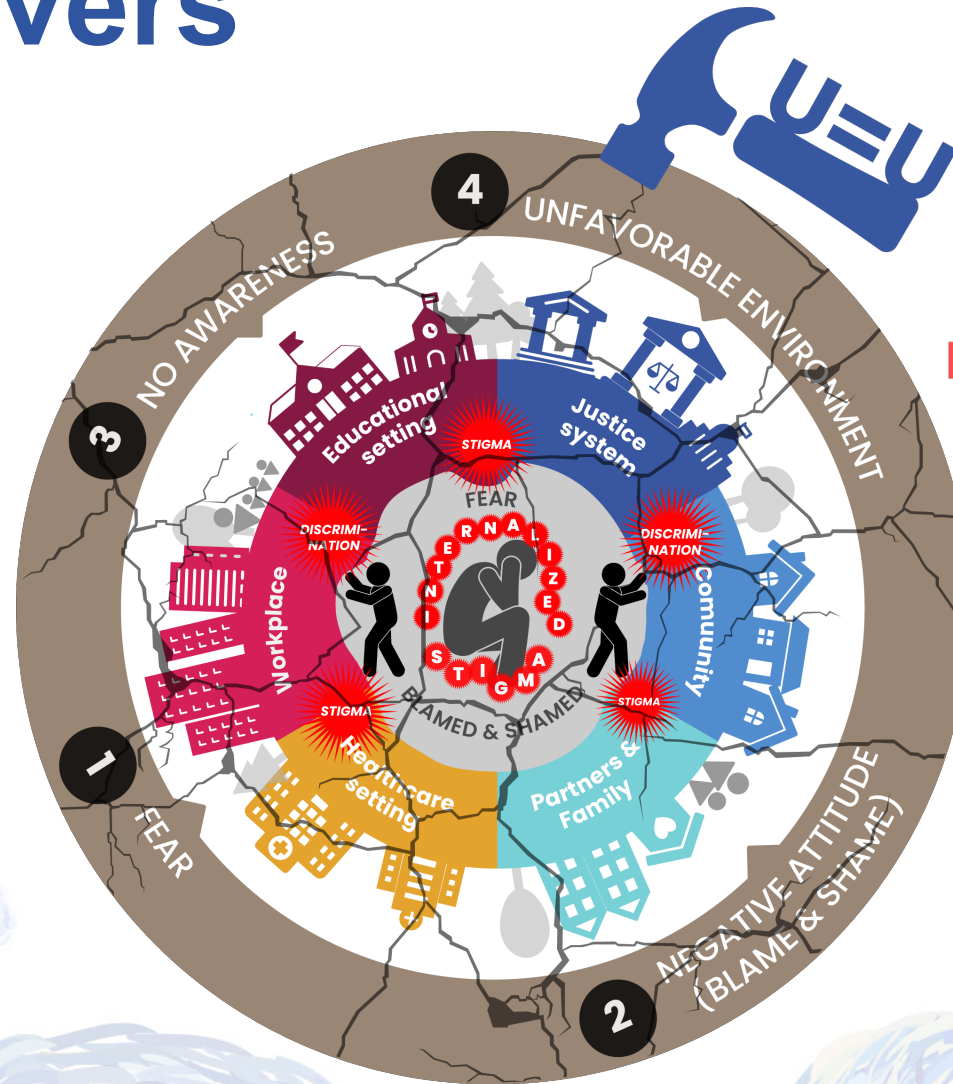 vers
U=U
4
UNFAVORABLE ENVIRONMENT
NO AWARENESS
3
1
FEAR
2
NEGATIVE ATTITUDE
(BLAME & SHAME)
Educational
setting
Justice
system
STIGMA
DISCRIMI-
NATION
DISCRIMI-
NATION
FEAR
INTERNALIZED
STIGMA
BLAMED & SHAMED
Workplace
Comuunity
STIGMA
STIGMA
Healthcare
setting
Partners &
Family